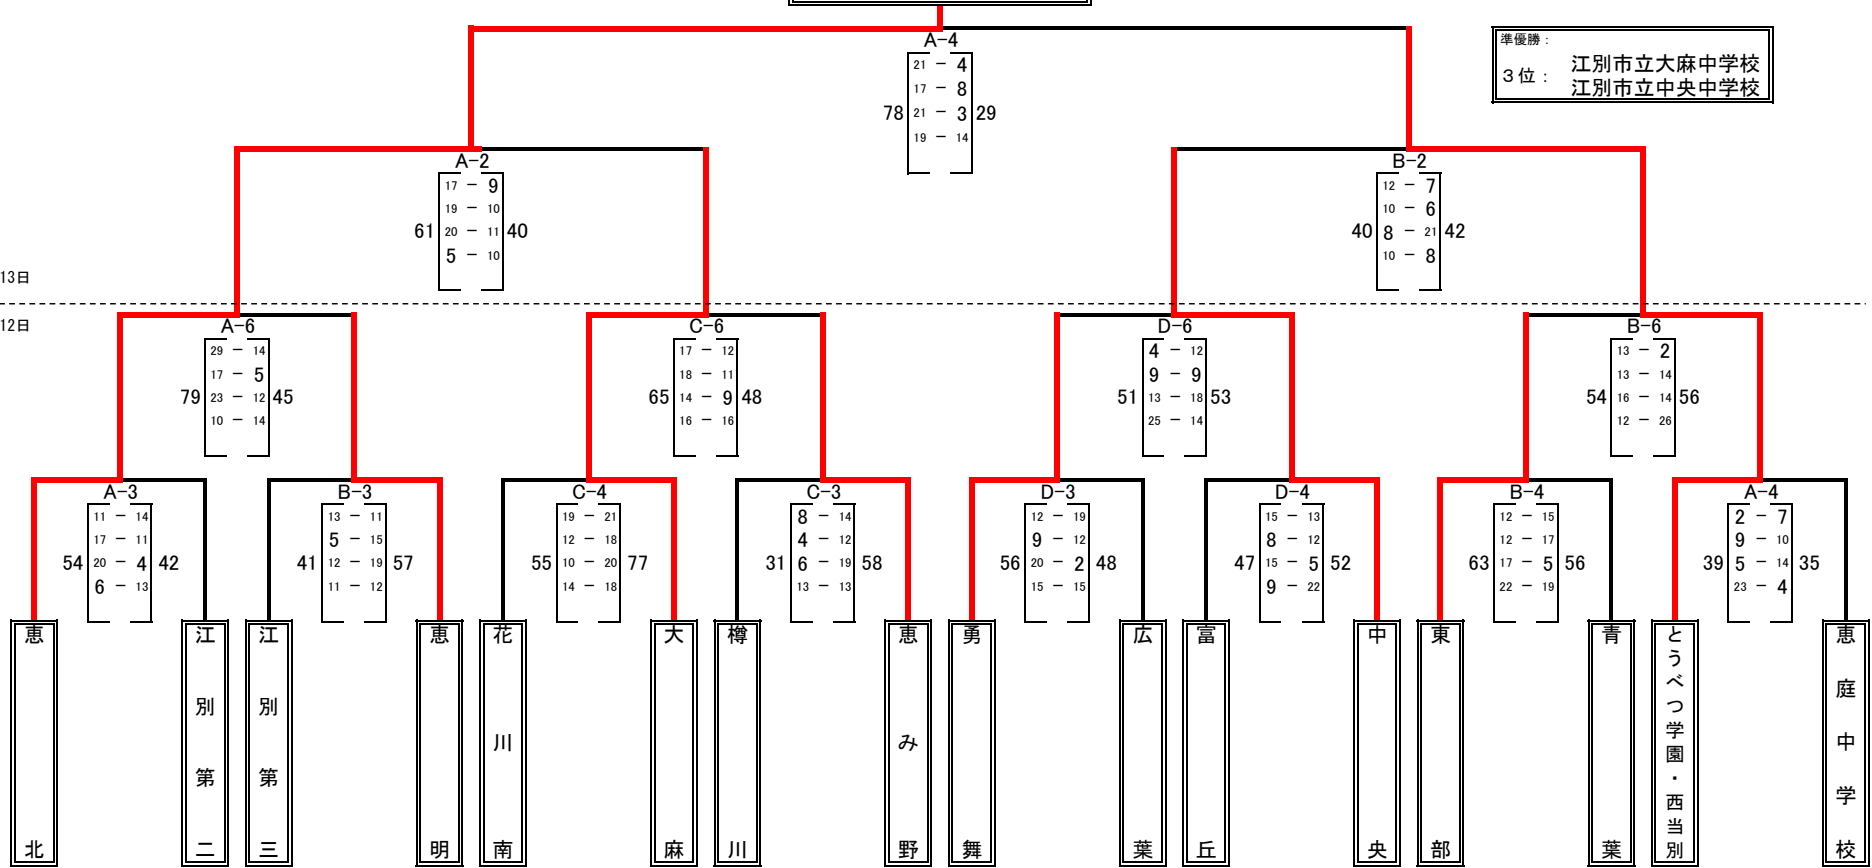 A-4
21 - 4
17 - 8
78 21 - 3 29
19 - 14
準優勝：
３位： 江別市立大麻中学校
江別市立中央中学校
A-2
17 - 9
19 - 10
61 20 - 11 40
5 - 10
B-2
12 - 7
10 - 6
40 8 - 21 42
10 - 8
13日
12日
A-6
29 - 14
17 - 5
79 23 - 12 45
10 - 14
C-6
17 - 12
18 - 11
65 14 - 9 48
16 - 16
D-6
4 - 12
9 - 9
51 13 - 18 53
25 - 14
B-6
13 - 2
13 - 14
54 16 - 14 56
12 - 26
A-3
11 - 14
17 - 11
54 20 - 4 42
6 - 13
B-3
13 - 11
5 - 15
41 12 - 19 57
11 - 12
C-4
19 - 21
12 - 18
55 10 - 20 77
14 - 18
C-3
8 - 14
4 - 12
31 6 - 19 58
13 - 13
D-3
12 - 19
9 - 12
56 20 - 2 48
15 - 15
D-4
15 - 13
8 - 12
47 15 - 5 52
9 - 22
B-4
12 - 15
12 - 17
63 17 - 5 56
22 - 19
A-4
2 - 7
9 - 10
39 5 - 14 35
23 - 4
恵北
江別第二
江別第三
恵明
花川南
大麻
樽川
恵み野
勇舞
広葉
富丘
中央
東部
青葉
とうべつ学園・西当別
恵庭中学校